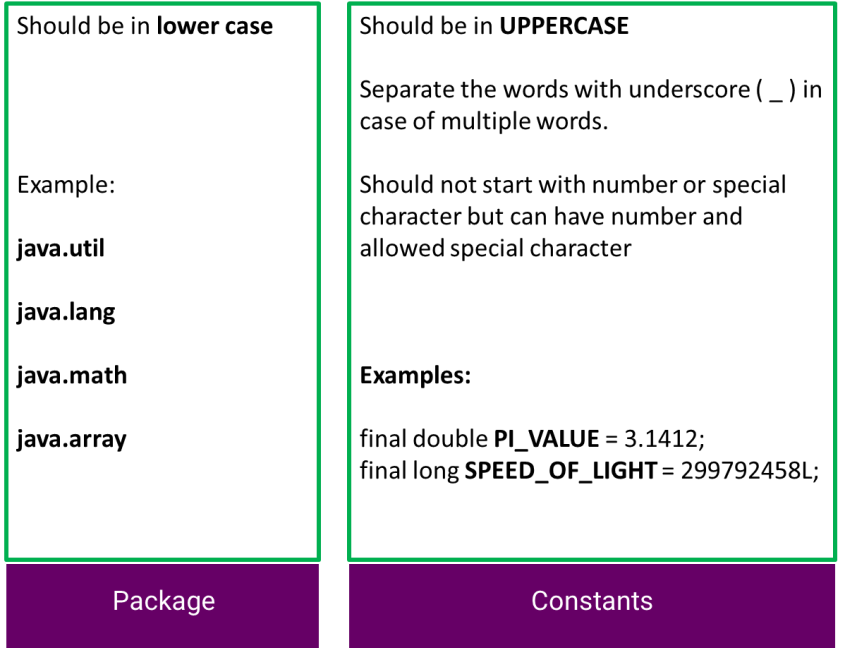 Should be in lower case
Example:
java.util
java.lang
java.math
java.array
Package
Should be in UPPERCASE
Separate the words with underscore ( _ ) in
case of multiple words.
Should not start with number or special
character but can have number and
allowed special character
Examples:
final double PI_VALUE = 3.1412;
final long SPEED_OF_LIGHT = 299792458L;
Constants